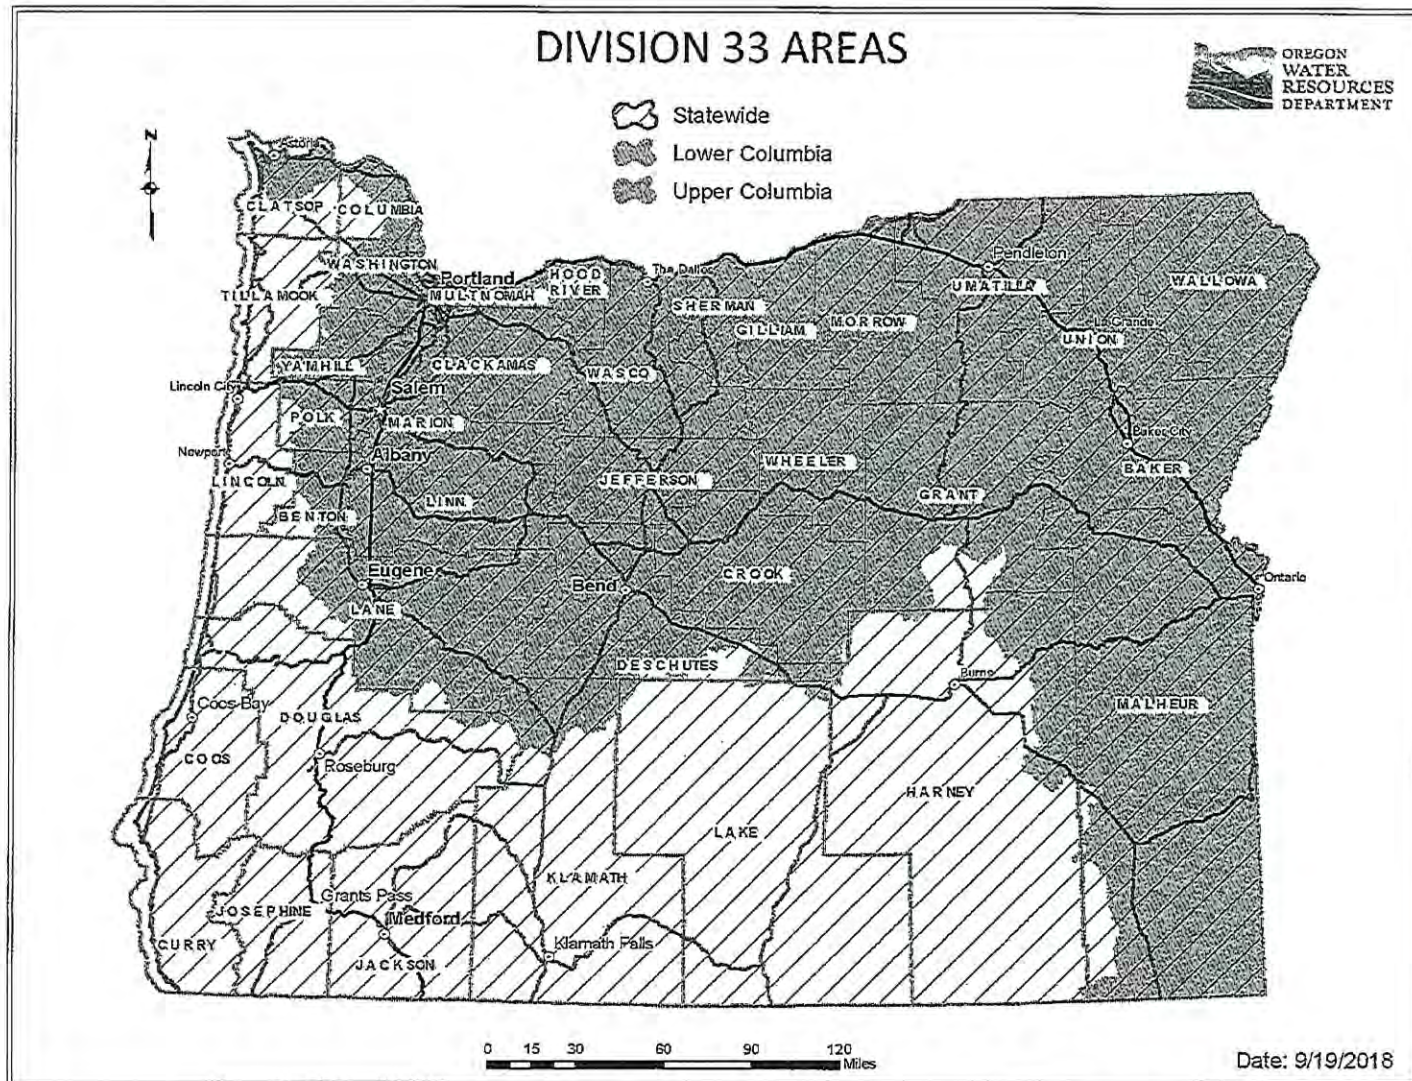 DIVISION 33 AREAS
OREGON
WATER
RESOURCES
DEPARTMENT
Statewide
Lower Columbia
Upper Columbia
N
Astoria
CLATSOP
COLUMBIA
WASHINGTON
Portland
HOOD
RIVER
The Dalles
Pendleton
TILLAMOOK
MULTNOMAH
SHERMAN
UMATILLA
WALLOWA
GILLIAM
MORROW
La Grande
UNION
YAMHILL
CLACKAMAS
WASCO
Lincoln City
Salem
POLK
MARION
Baker City
Newport
Albany
WHEELER
BAKER
LINCOLN
JEFFERSON
LINN
GRANT
BENTON
Eugene
Bend
CROOK
Ontario
LANE
DESCHUTES
Burns
MALHEUR
Coos Bay
DOUGLAS
COOS
Roseburg
HARNEY
LAKE
KLAMATH
Grants Pass
JOSEPHINE
Medford
CURRY
Klamath Falls
JACKSON
0 15 30 60 90 120
Miles
Date: 9/19/2018